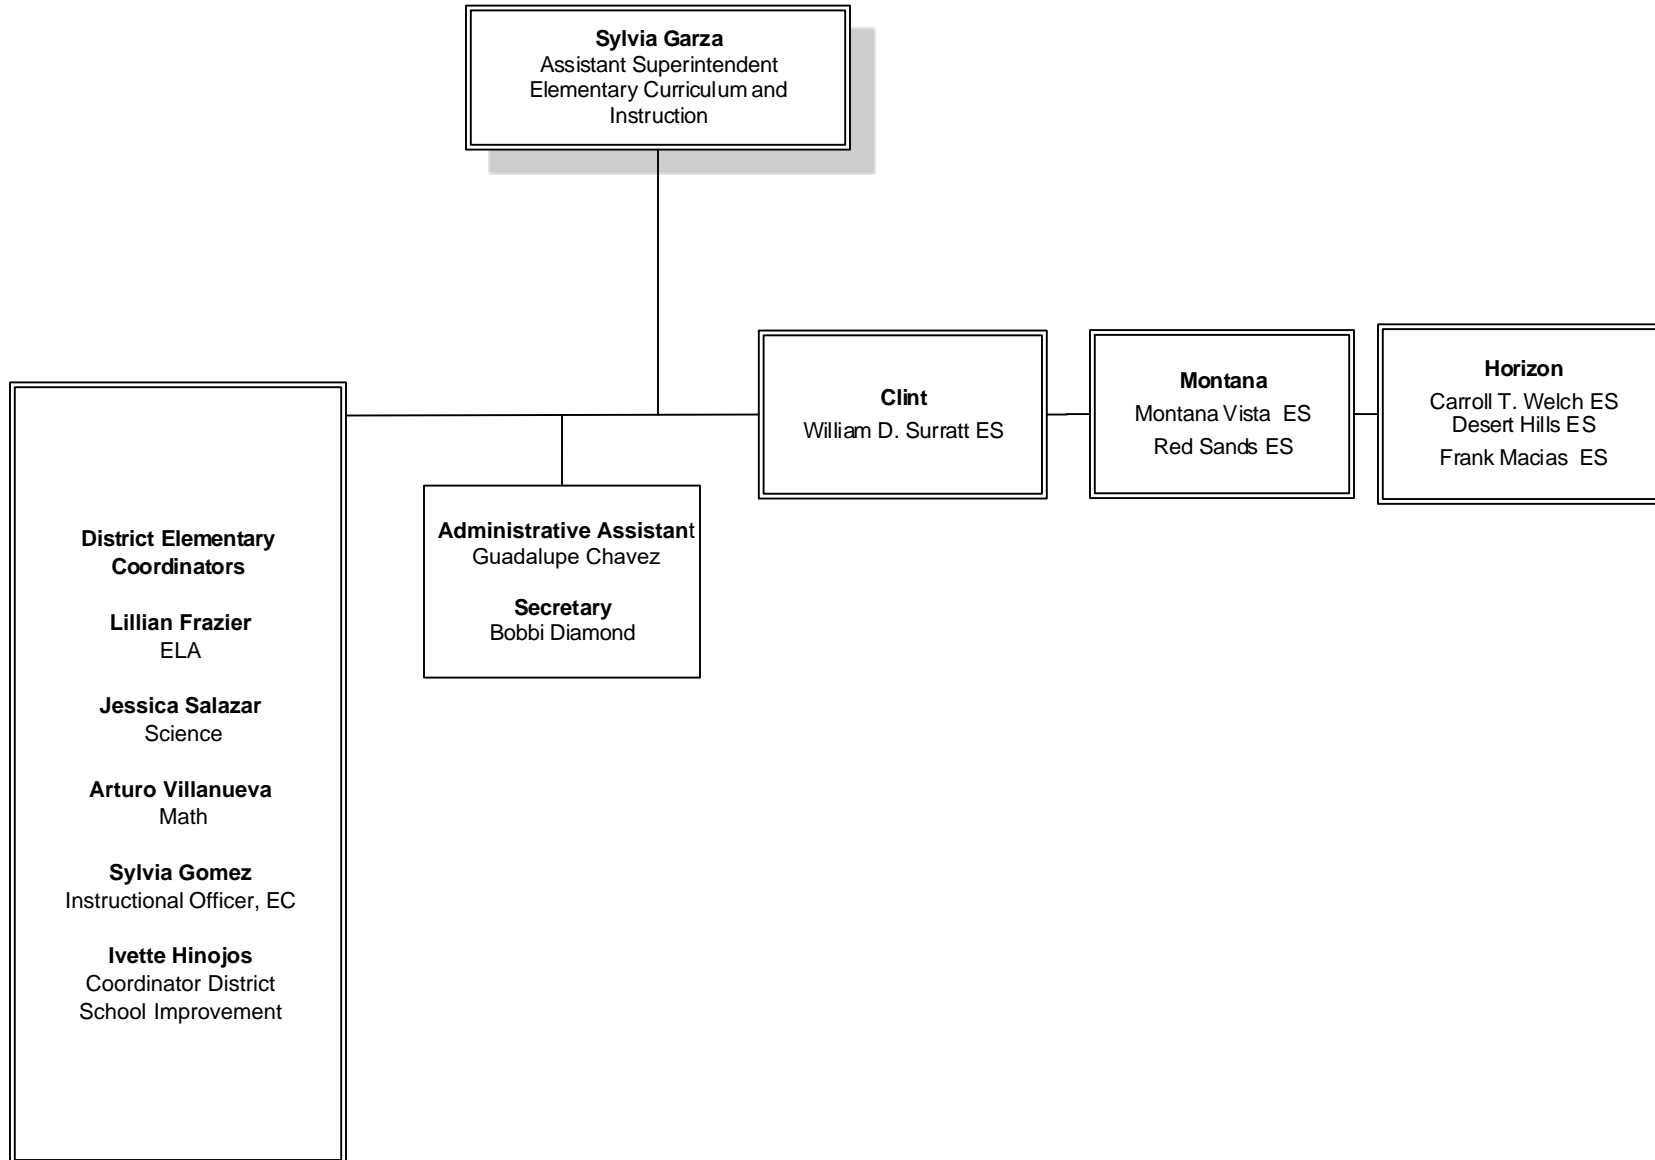 Sylvia Garza
Assistant Superintendent
Elementary Curriculum and
Instruction
District Elementary
Coordinators
Lillian Frazier
ELA
Jessica Salazar
Science
Arturo Villanueva
Math
Sylvia Gomez
Instructional Officer, EC
Ivette Hinojos
Coordinator District
School Improvement
Administrative Assistant
Guadalupe Chavez
Secretary
Bobbi Diamond
Clint
William D. Surratt ES
Montana
Montana Vista ES
Red Sands ES
Horizon
Carroll T. Welch ES
Desert Hills ES
Frank Macias ES